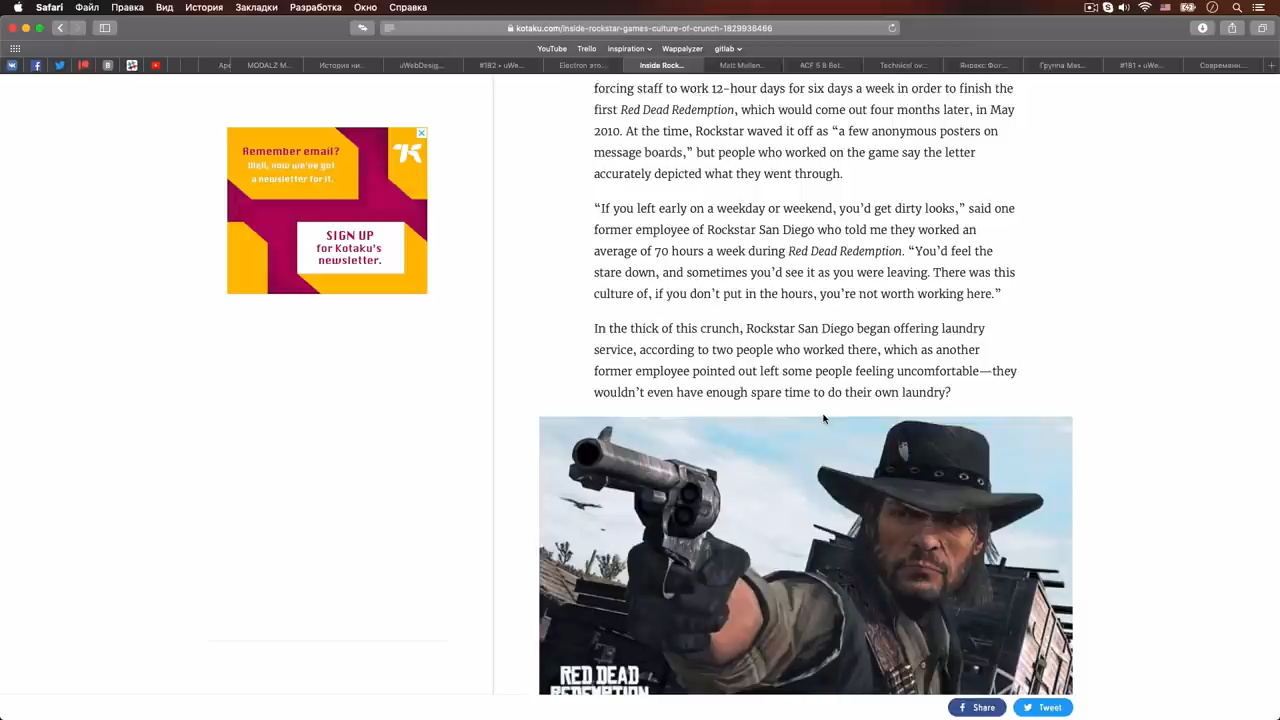 Safari Файл Правка Вид История Закладки Окно Справка
kotaku.com/inside-rockstar-games-culture-of-crunch-1829936466
YouTube Trello inspiration Wappalyzer gitlab
MODALZ M... История ни... uWebDesig... #182 • uWe... Electron это... Inside Rock... Matt Mullen... ACF 5.8 Bet... Technical ov... Яндекс Фот... Группа Mas... #181 • uWe... Современн...
forcing staff to work 12-hour days for six days a week in order to finish the
first Red Dead Redemption, which would come out four months later, in May
2010. At the time, Rockstar waved it off as “a few anonymous posters on
message boards,” but people who worked on the game say the letter
accurately depicted what they went through.
“If you left early on a weekday or weekend, you’d get dirty looks,” said one
former employee of Rockstar San Diego who told me they worked an
average of 70 hours a week during Red Dead Redemption. “You’d feel the
stare down, and sometimes you’d see it as you were leaving. There was this
culture of, if you don’t put in the hours, you’re not worth working here.”
In the thick of this crunch, Rockstar San Diego began offering laundry
service, according to two people who worked there, which as another
former employee pointed out left some people feeling uncomfortable—they
wouldn’t even have enough spare time to do their own laundry?
Remember email?
Well, now we've got
a newsletter for it.
SIGN UP
for Kotaku's
newsletter.
RED DEAD
REDEMPTION
Share Tweet